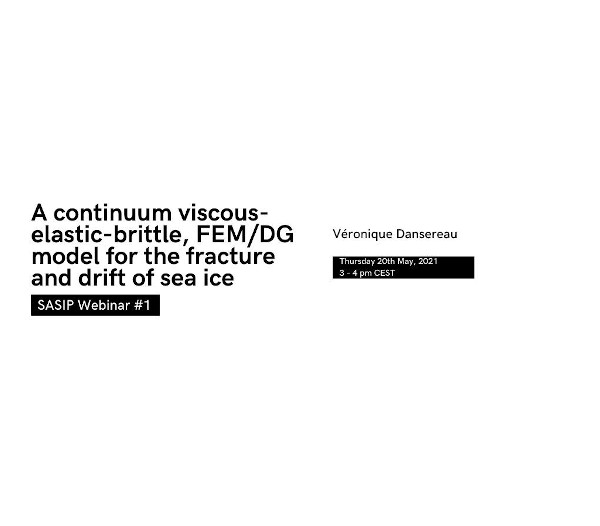 A continuum viscous-
elastic-brittle, FEM/DG
model for the fracture
and drift of sea ice
SASIP Webinar #1
Véronique Dansereau
Thursday 20th May, 2021
3 - 4 pm CEST